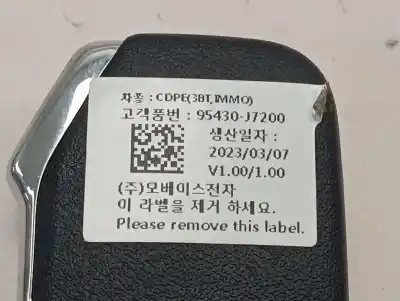 차종 : CDPE(3BT,IMMO)
고객품번 : 95430-J7200
생산일자 :
2023/03/07
V1.00/1.00
(주)모베이스전자
이 라벨을 제거 하세요.
Please remove this label.